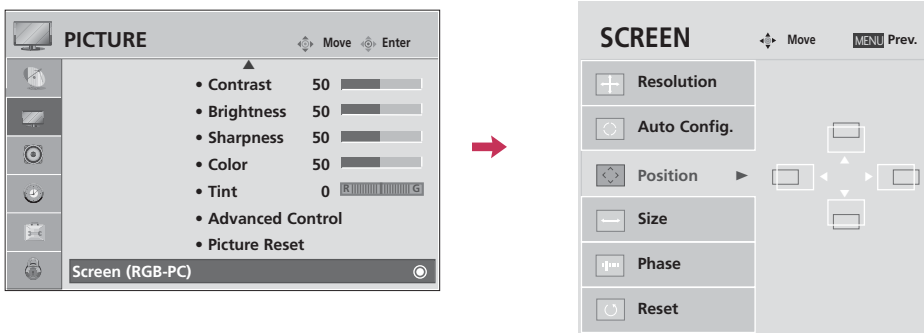 PICTURE
Move Enter
• Contrast 50
• Brightness 50
• Sharpness 50
• Color 50
• Tint 0 R G
• Advanced Control
• Picture Reset
Screen (RGB-PC)
SCREEN
Move MENU Prev.
Resolution
Auto Config.
Position
Size
Phase
Reset